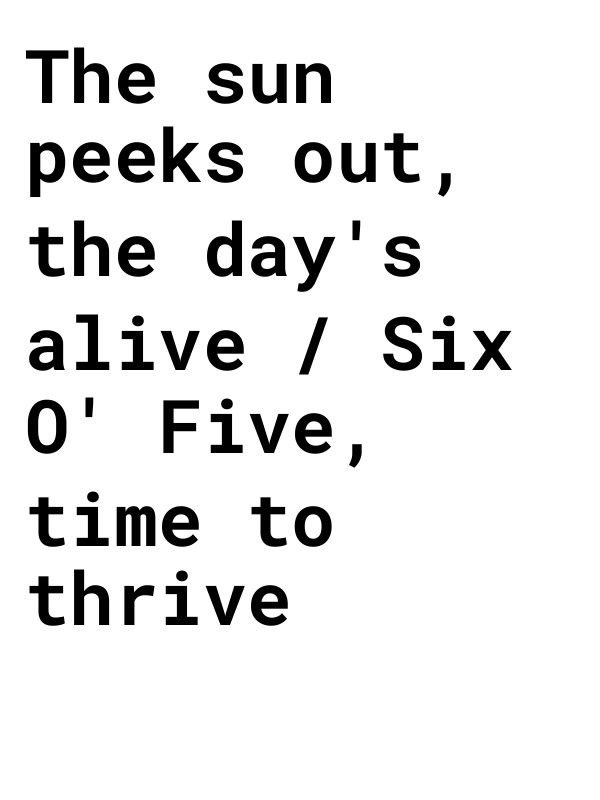 The sun
peeks out,
the day's
alive / Six
O' Five,
time to
thrive